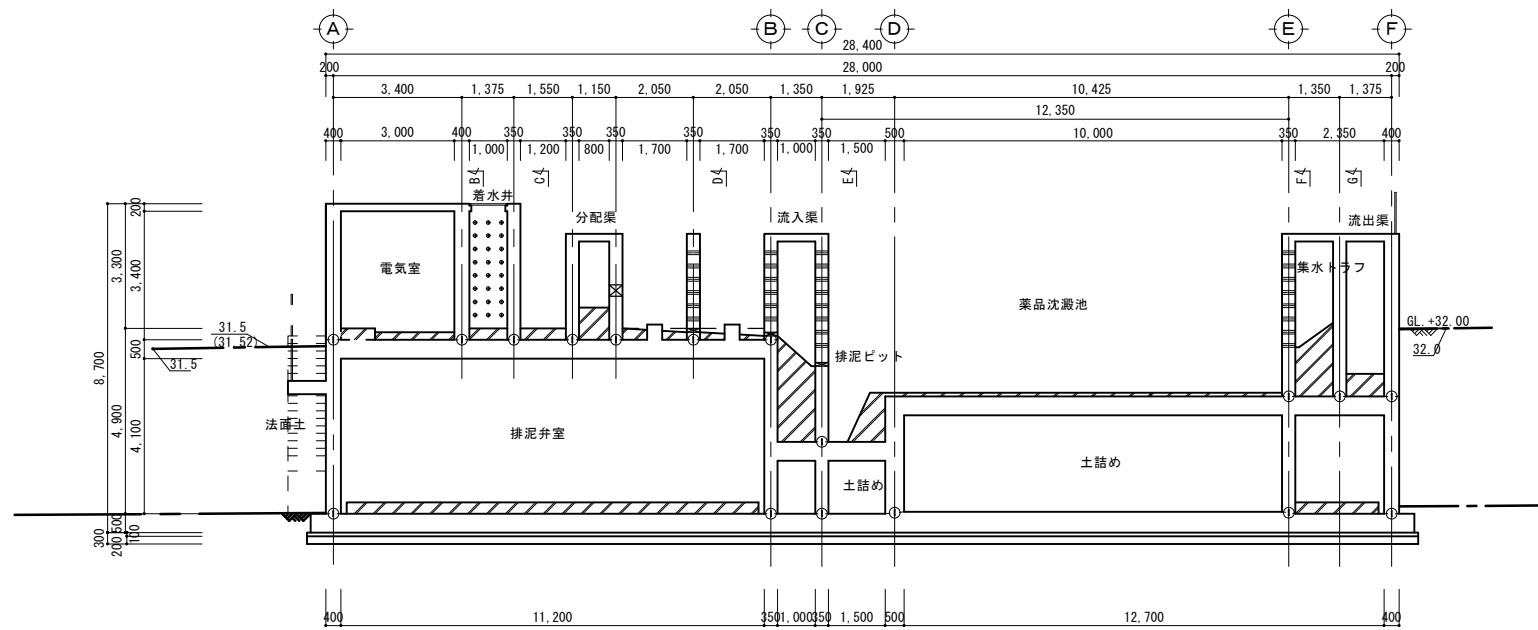 A B C D E F
28,400
200 28,000 200
3,400 1,375 1,550 1,150 2,050 2,050 1,350 1,925 10,425 1,350 1,375
12,350
400 3,000 400 350 350 350 350 350 350 500 10,000 350 2,350 400
1,000 1,200 800 1,700 1,700 1,000 1,500
B C D E F G
着水井
分配渠
流入渠
流出渠
電気室
集水トラフ
薬品沈澱池
31.5
(31.52)
31.5
GL.+32.00
32.0
排泥ピット
法面土
排泥弁室
土詰め
土詰め
200
3,300
3,400
500
8,700
4,900
4,100
500
300
200
100
400 11,200 350 1,000 350 1,500 500 12,700 400